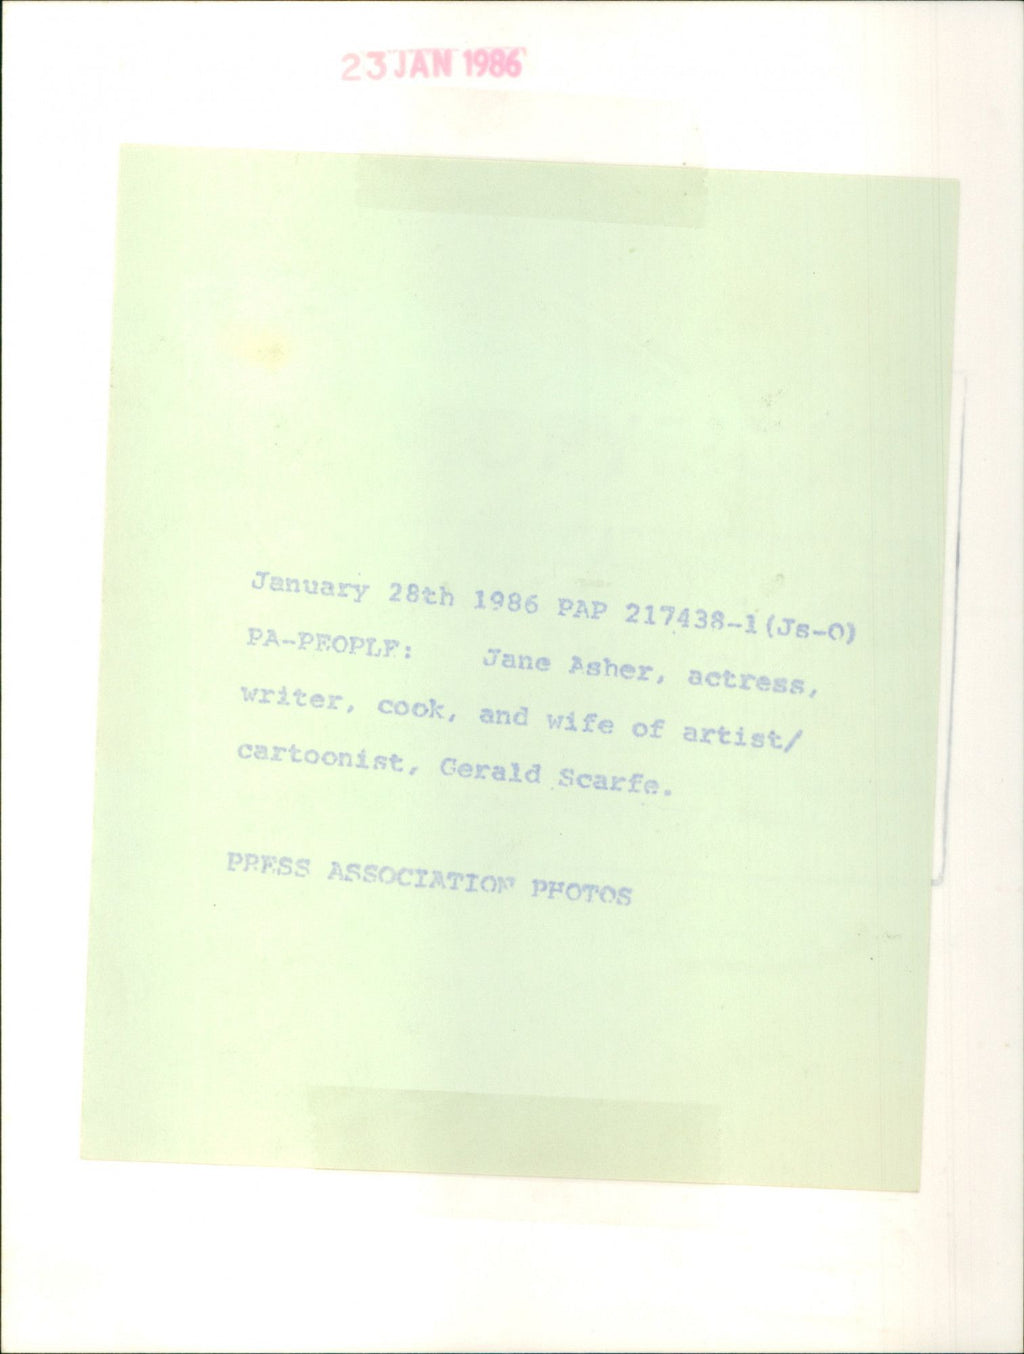 23 JAN 1986
January 28th 1986 PAP 217438-1(Js-O)
PA-PEOPLE: Jane Asher, actress,
writer, cook, and wife of artist/
cartoonist, Gerald Scarfe.
PRESS ASSOCIATION PHOTOS